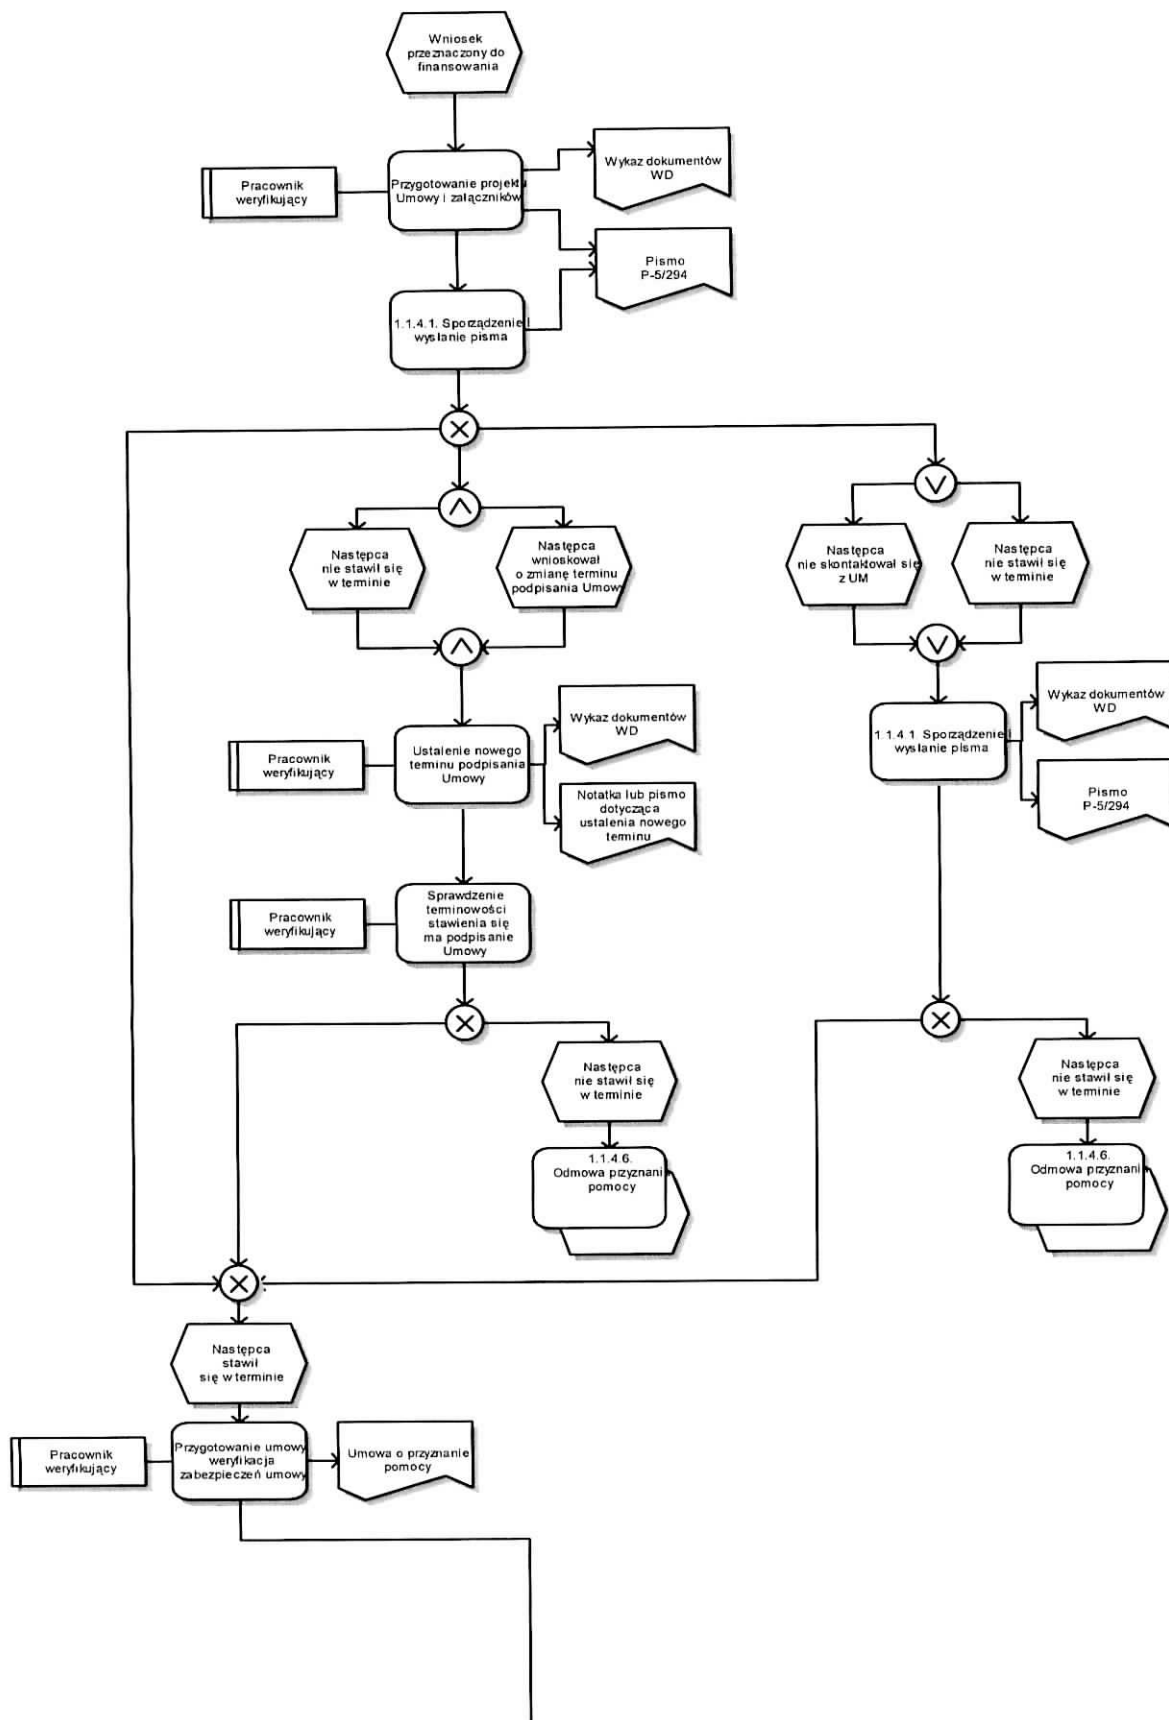 Wniosek
przeznaczony do
finansowania
Pracownik
weryfikujący
Przygotowanie projektu
Umowy i załączników
Wykaz dokumentów
WD
Pismo
P-5/294
1.1.4.1. Sporządzenie i
wysłanie pisma
Następca
nie stawił się
w terminie
Następca
wnioskował
o zmianę terminu
podpisania Umowy
Następca
nie skontaktował się
z UM
Następca
nie stawił się
w terminie
Pracownik
weryfikujący
Ustalenie nowego
terminu podpisania
Umowy
Wykaz dokumentów
WD
Notatka lub pismo
dotycząca
ustalenia nowego
terminu
1.1.4.1. Sporządzenie i
wysłanie pisma
Wykaz dokumentów
WD
Pismo
P-5/294
Pracownik
weryfikujący
Sprawdzenie
terminowości
stawienia się
ma podpisanie
Umowy
Następca
nie stawił się
w terminie
Następca
nie stawił się
w terminie
1.1.4.6.
Odmowa przyznani
pomocy
1.1.4.6.
Odmowa przyznani
pomocy
Następca
stawił
się w terminie
Pracownik
weryfikujący
Przygotowanie umowy
weryfikacja
zabezpieczeń umowy
Umowa o przyznanie
pomocy